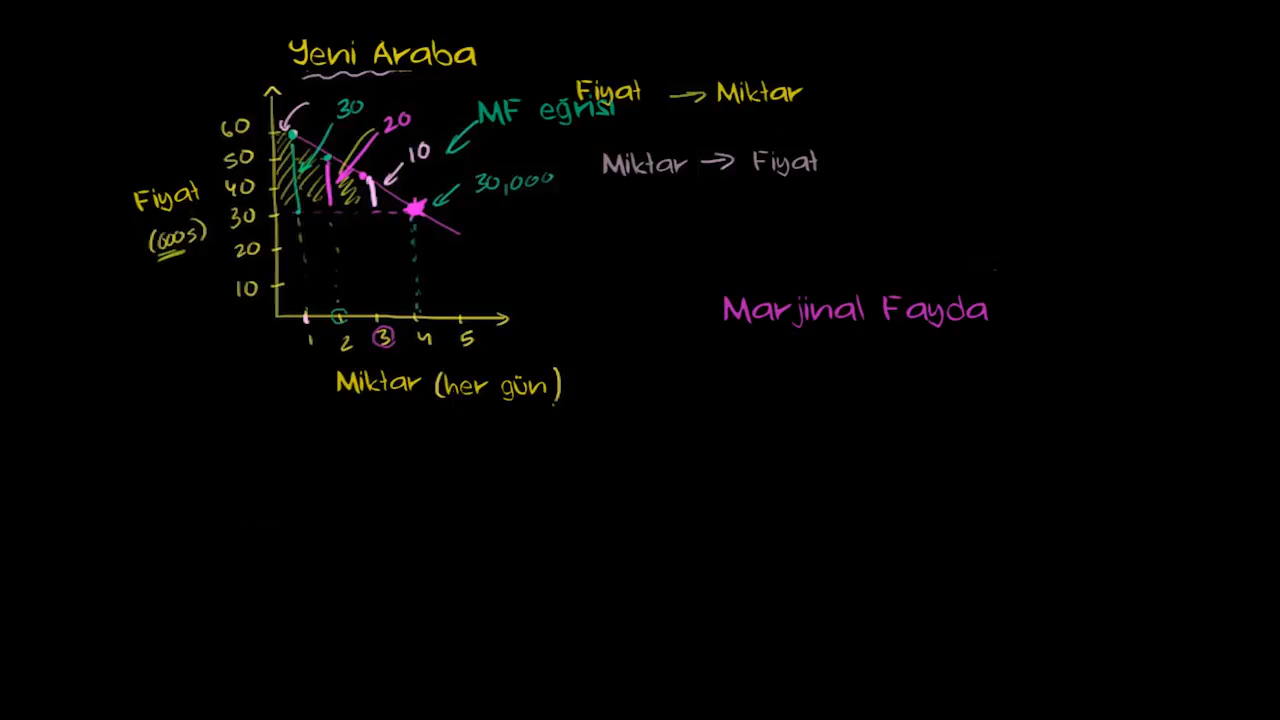 Yeni Araba
Fiyat → Miktar
MF eğrisi
Miktar → Fiyat
30
20
10
30,000
60
50
40
30
20
10
Fiyat
(000s)
1 2 3 4 5
Miktar (her gün)
Marjinal Fayda